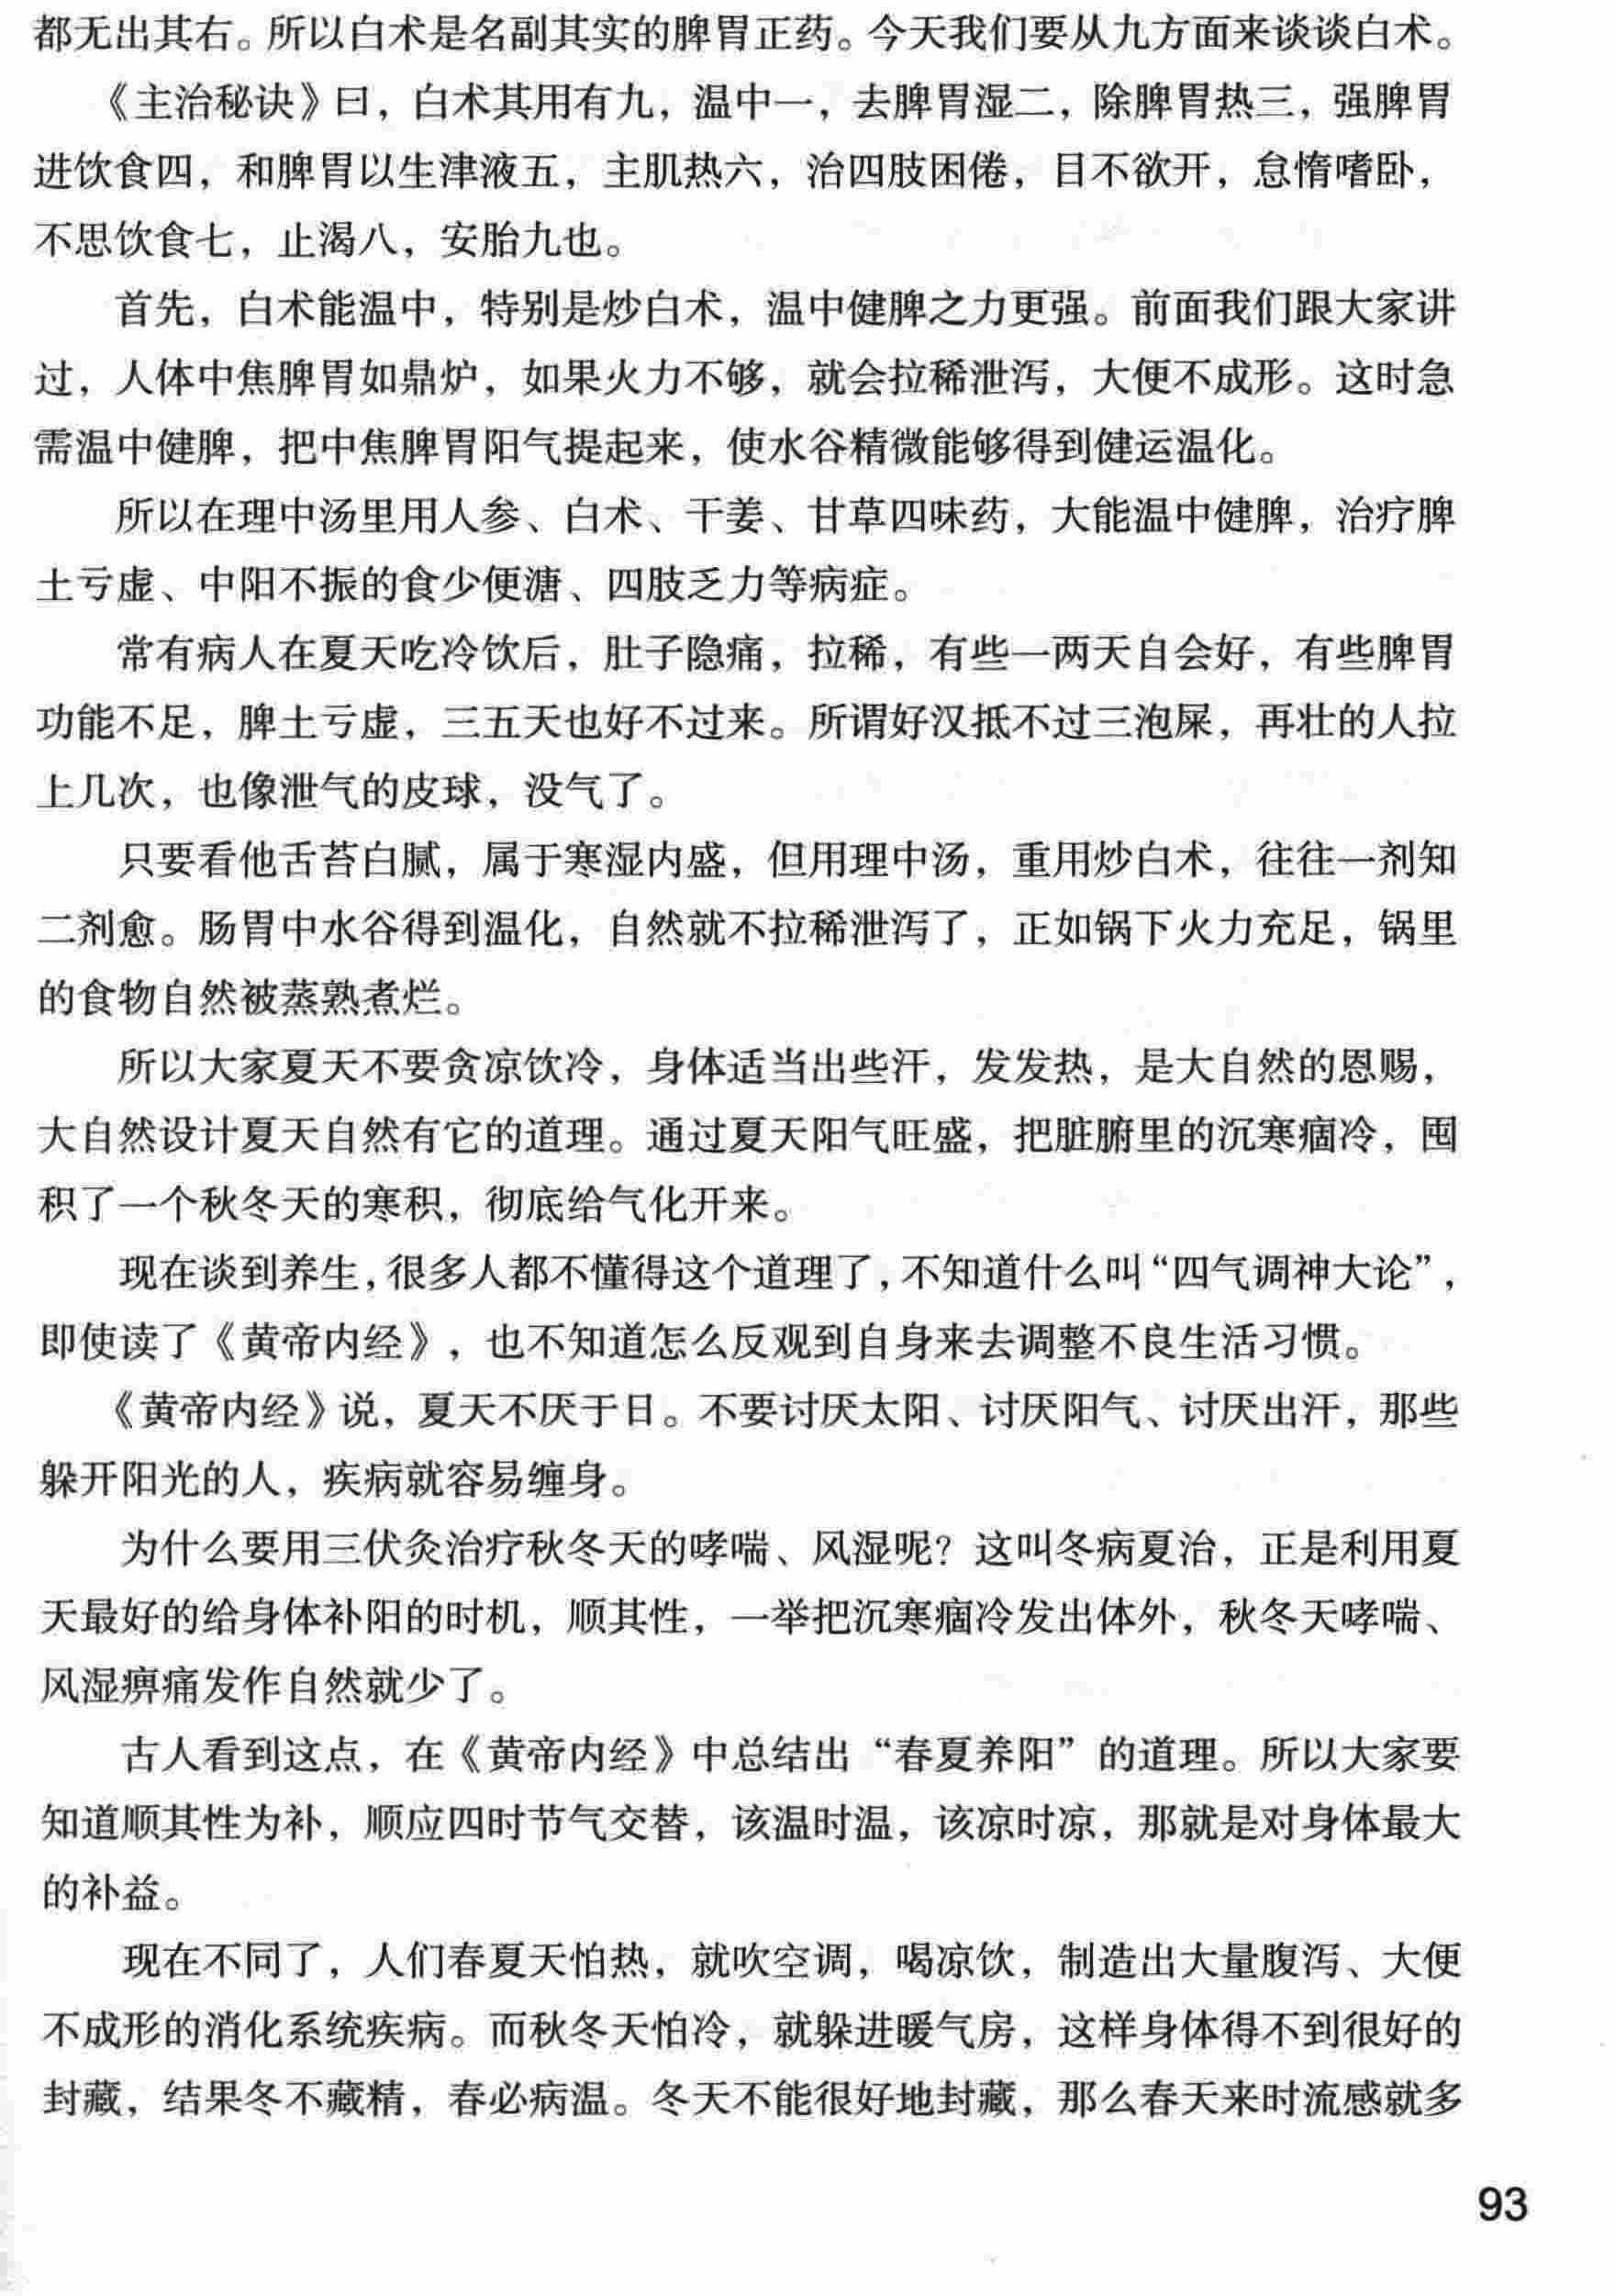 都无出其右。所以白术是名副其实的脾胃正药。今天我们要从九方面来谈谈白术。
《主治秘诀》曰，白术其用有九，温中一，去脾胃湿二，除脾胃热三，强脾胃
进饮食四，和脾胃以生津液五，主肌热六，治四肢困倦，目不欲开，怠惰嗜卧，
不思饮食七，止渴八，安胎九也。
首先，白术能温中，特别是炒白术，温中健脾之力更强。前面我们跟大家讲
过，人体中焦脾胃如鼎炉，如果火力不够，就会拉稀泄泻，大便不成形。这时急
需温中健脾，把中焦脾胃阳气提起来，使水谷精微能够得到健运温化。
所以在理中汤里用人参、白术、干姜、甘草四味药，大能温中健脾，治疗脾
土亏虚、中阳不振的食少便溏、四肢乏力等病症。
常有病人在夏天吃冷饮后，肚子隐痛，拉稀，有些一两天自会好，有些脾胃
功能不足，脾土亏虚，三五天也好不过来。所谓好汉抵不过三泡屎，再壮的人拉
上几次，也像泄气的皮球，没气了。
只要看他舌苔白腻，属于寒湿内盛，但用理中汤，重用炒白术，往往一剂知
二剂愈。肠胃中水谷得到温化，自然就不拉稀泄泻了，正如锅下火力充足，锅里
的食物自然被蒸熟煮烂。
所以大家夏天不要贪凉饮冷，身体适当出些汗，发发热，是大自然的恩赐，
大自然设计夏天自然有它的道理。通过夏天阳气旺盛，把脏腑里的沉寒痼冷，囤
积了一个秋冬天的寒积，彻底给气化开来。
现在谈到养生，很多人都不懂得这个道理了，不知道什么叫“四气调神大论”，
即使读了《黄帝内经》，也不知道怎么反观到自身来去调整不良生活习惯。
《黄帝内经》说，夏天不厌于日。不要讨厌太阳、讨厌阳气、讨厌出汗，那些
躲开阳光的人，疾病就容易缠身。
为什么要用三伏灸治疗秋冬天的哮喘、风湿呢？这叫冬病夏治，正是利用夏
天最好的给身体补阳的时机，顺其性，一举把沉寒痼冷发出体外，秋冬天哮喘、
风湿痹痛发作自然就少了。
古人看到这点，在《黄帝内经》中总结出“春夏养阳”的道理。所以大家要
知道顺其性为补，顺应四时节气交替，该温时温，该凉时凉，那就是对身体最大
的补益。
现在不同了，人们春夏天怕热，就吹空调，喝凉饮，制造出大量腹泻、大便
不成形的消化系统疾病。而秋冬天怕冷，就躲进暖气房，这样身体得不到很好的
封藏，结果冬不藏精，春必病温。冬天不能很好地封藏，那么春天来时流感就多
93